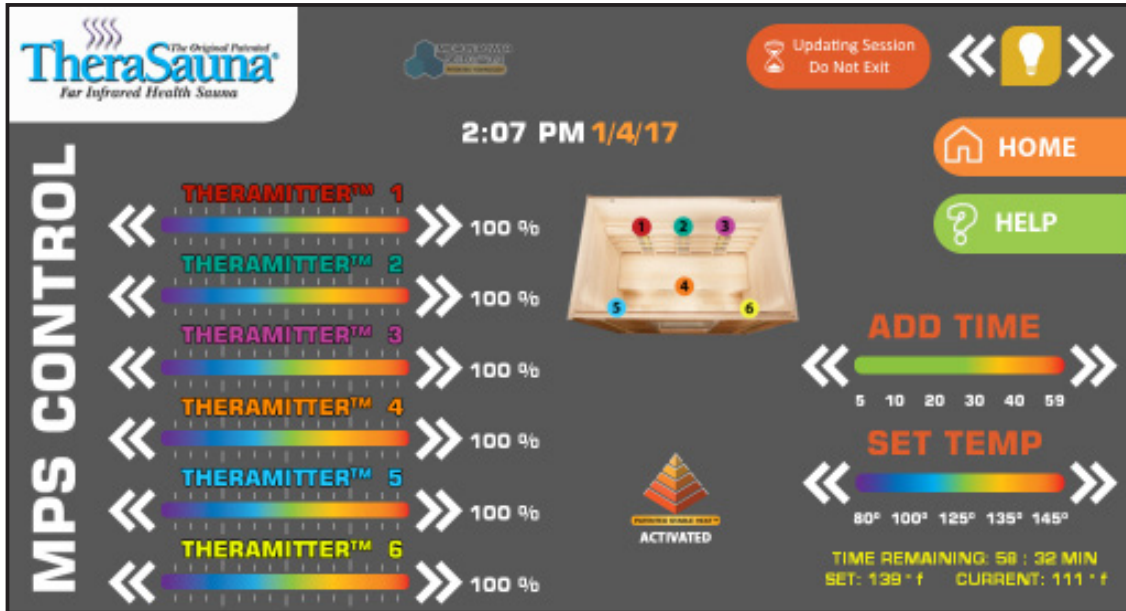 The Original Patented
TheraSauna®
Far Infrared Health Sauna
Updating Session
Do Not Exit
2:07 PM 1/4/17
HOME
HELP
MPS CONTROL
THERAMITTER™ 1
100 %
THERAMITTER™ 2
100 %
THERAMITTER™ 3
100 %
THERAMITTER™ 4
100 %
THERAMITTER™ 5
100 %
THERAMITTER™ 6
100 %
1 2 3
4
5 6
ACTIVATED
ADD TIME
5 10 20 30 40 59
SET TEMP
80° 100° 125° 135° 145°
TIME REMAINING: 58 : 32 MIN
SET: 139 ° f CURRENT: 111 ° f